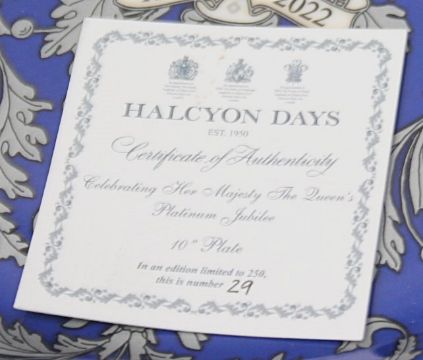 2022
HALCYON DAYS
EST. 1950
Certificate of Authenticity
Celebrating Her Majesty The Queen's
Platinum Jubilee
10" Plate
In an edition limited to 250,
this is number 29